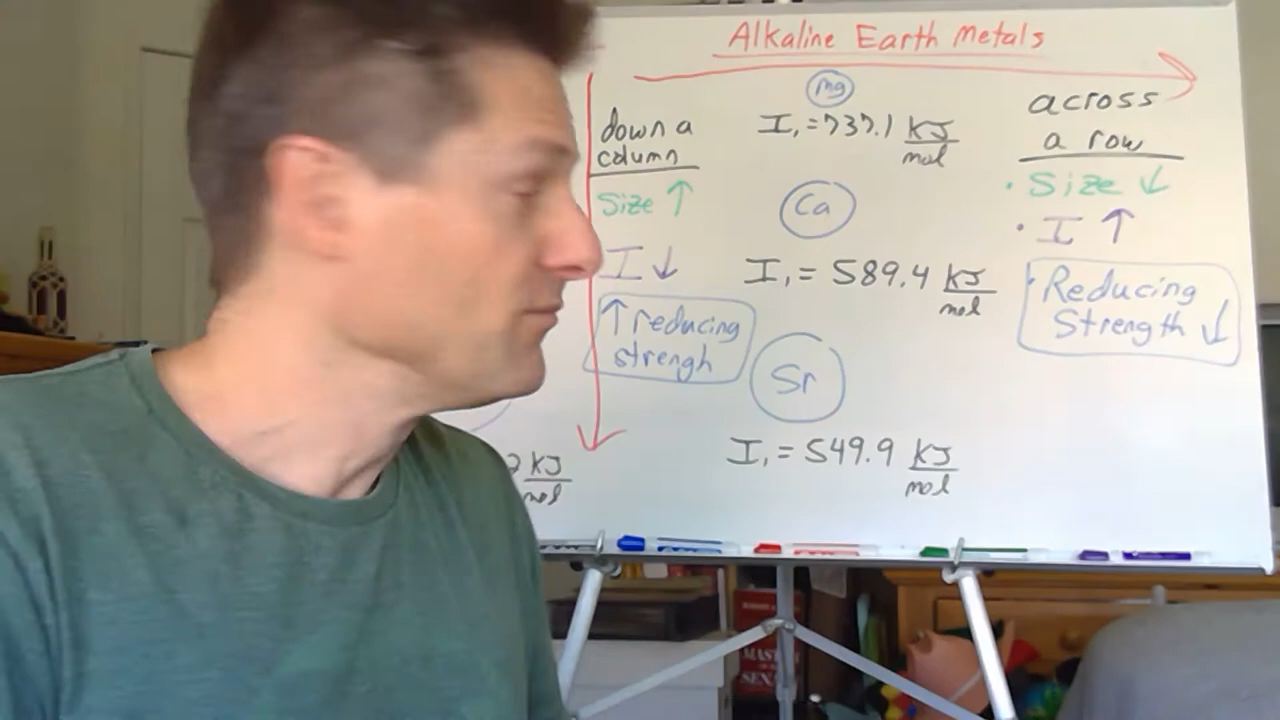 Alkaline Earth Metals
down a
column
Size ↑
I ↓
↑ reducing
strengh
Mg
I₁ = 737.1 kJ/mol
Ca
I₁ = 589.4 kJ/mol
Sr
I₁ = 549.9 kJ/mol
across
a row
· Size ↓
· I ↑
· Reducing
Strength ↓
2 kJ/mol